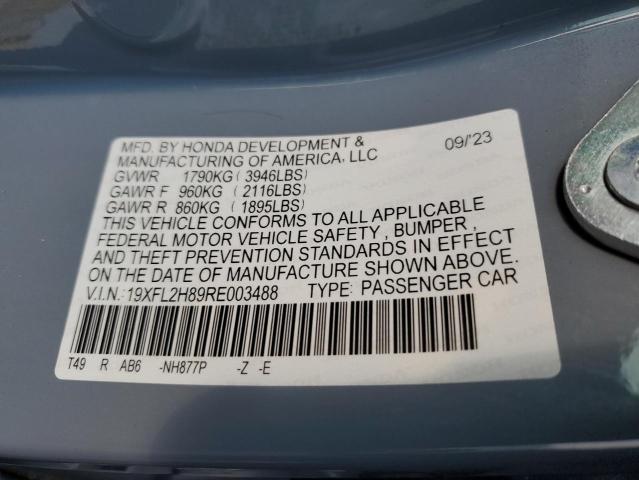 MFD. BY HONDA DEVELOPMENT & 09/'23
MANUFACTURING OF AMERICA, LLC
GVWR 1790KG (3946LBS)
GAWR F 960KG (2116LBS)
GAWR R 860KG (1895LBS)
THIS VEHICLE CONFORMS TO ALL APPLICABLE
FEDERAL MOTOR VEHICLE SAFETY, BUMPER,
AND THEFT PREVENTION STANDARDS IN EFFECT
ON THE DATE OF MANUFACTURE SHOWN ABOVE.
V.I.N.:19XFL2H89RE003488 TYPE: PASSENGER CAR
T49 R AB6 -NH877P -Z -E